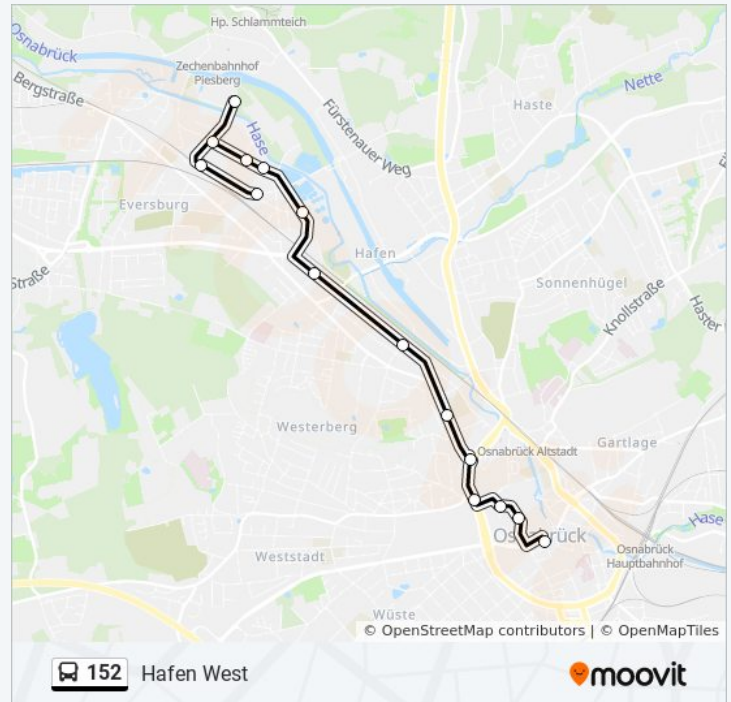 Hp. Schlammteich
Osnabrück
Zechenbahnhof
Piesberg
Bergstraße
Nette
Haste
Hase
Fürstenauer Weg
Eversburg
Hafen
Straße
Sonnenhügel
Knollstraße
Haster
Westerberg
Gartlage
Osnabrück Altstadt
Hase
Osnabrück
Weststadt
Osnabrück
Hauptbahnhof
Wüste
© OpenStreetMap contributors | © OpenMapTiles
152 Hafen West
moovit